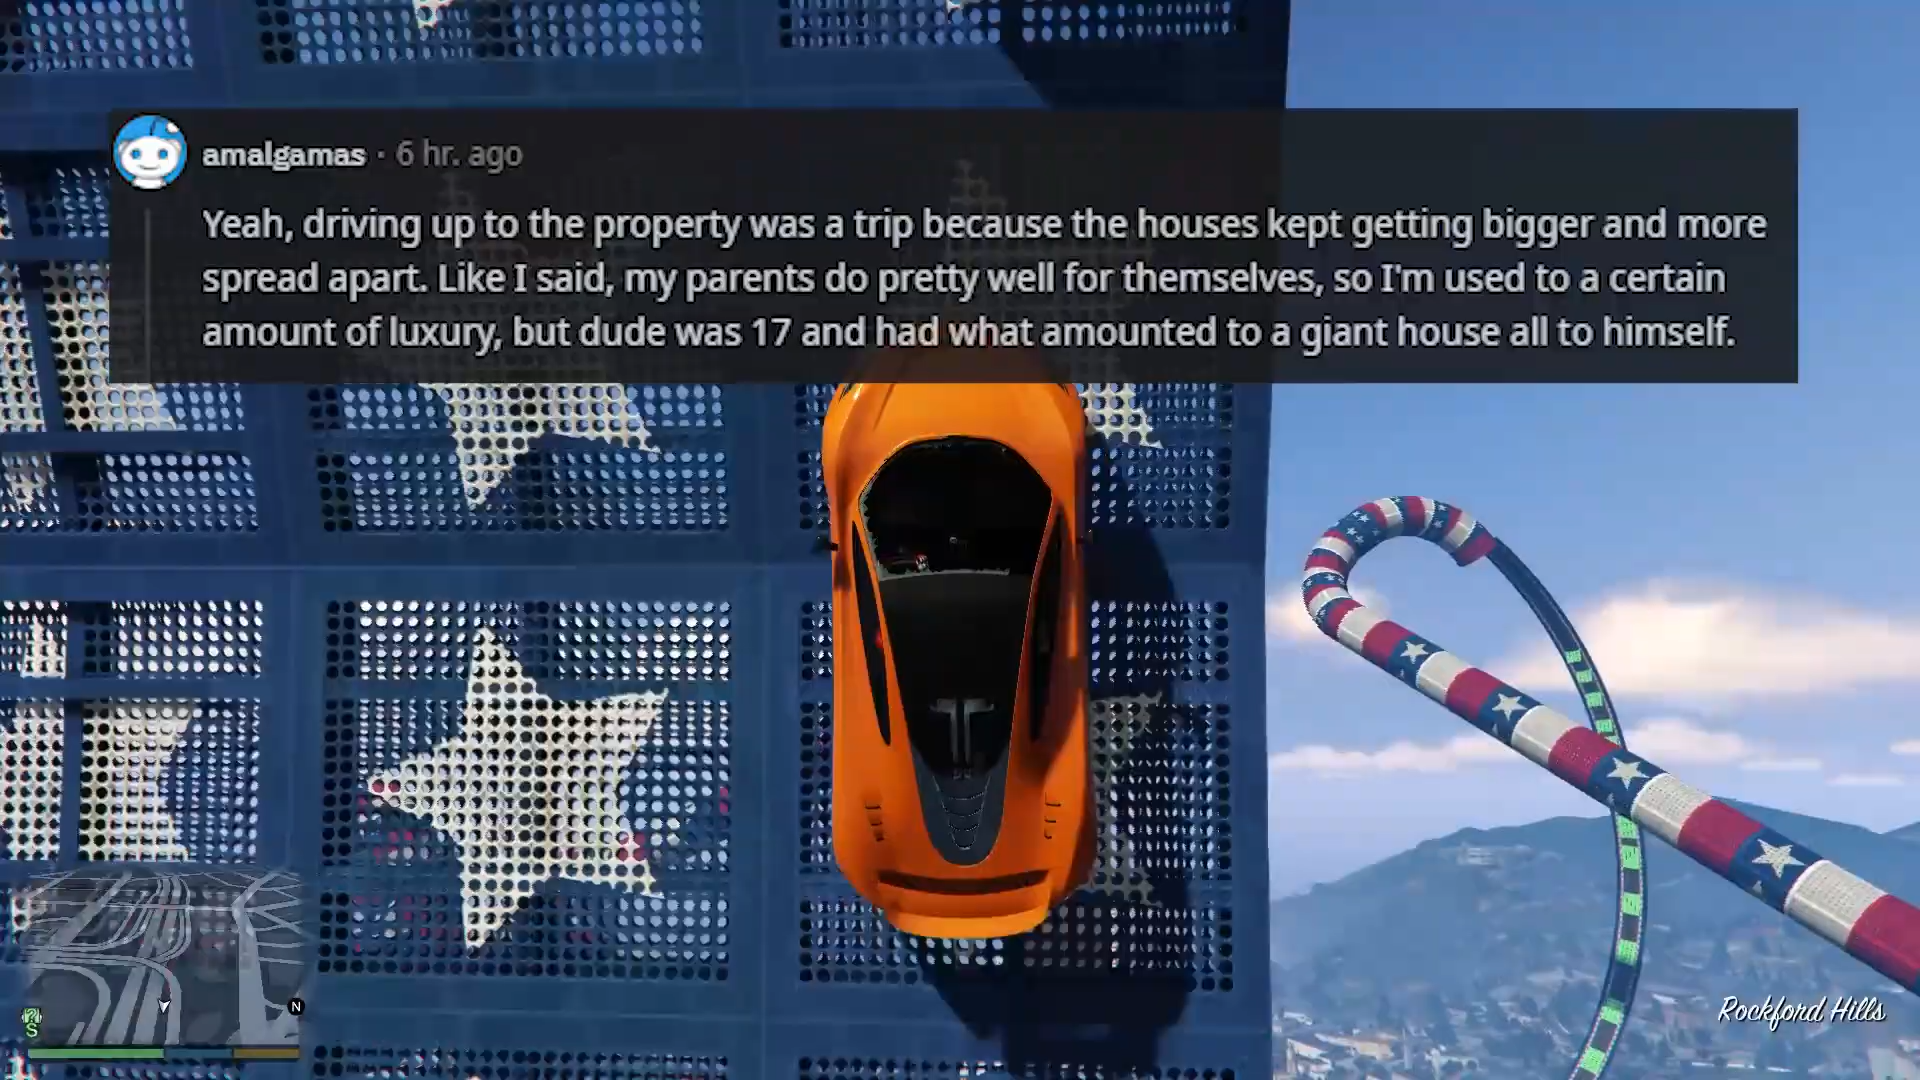 amalgamas · 6 hr. ago
Yeah, driving up to the property was a trip because the houses kept getting bigger and more
spread apart. Like I said, my parents do pretty well for themselves, so I'm used to a certain
amount of luxury, but dude was 17 and had what amounted to a giant house all to himself.
N
S
Rockford Hills